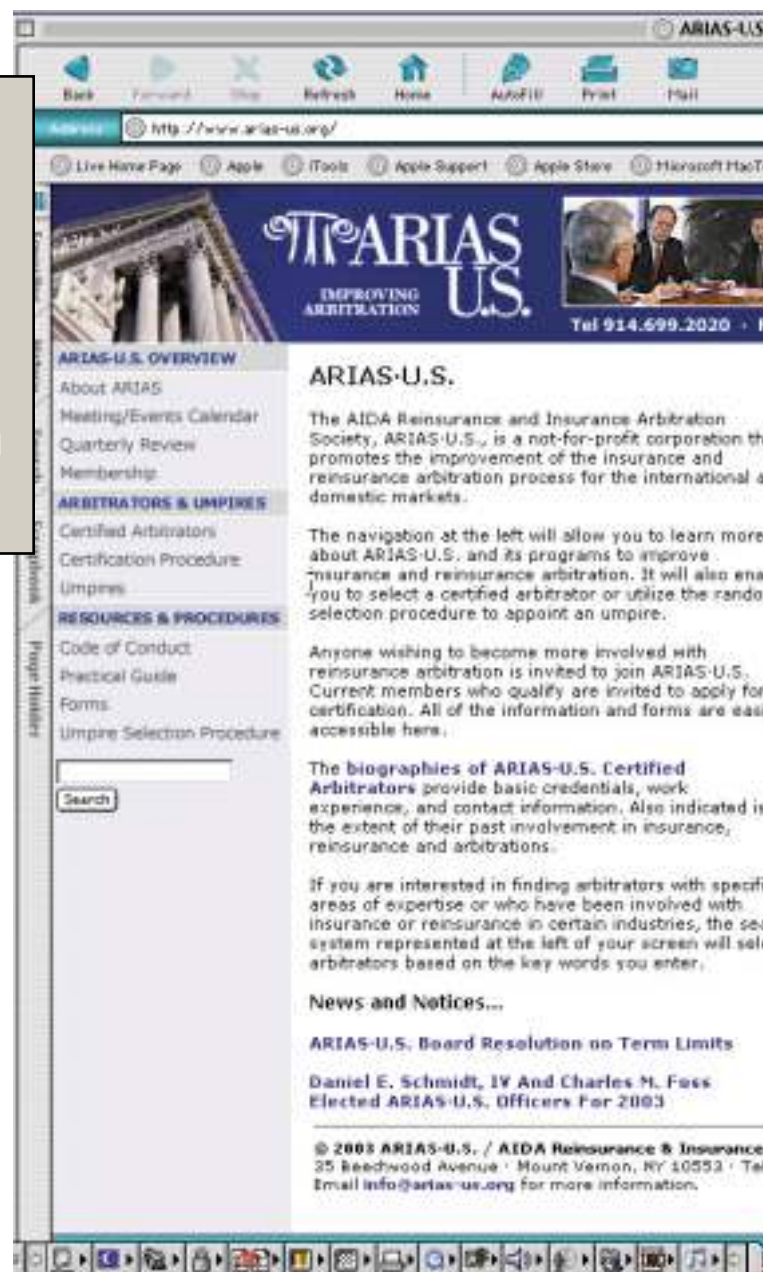 ARIAS-U.S
Back Forward Stop Refresh Home AutoFill Print Mail
Address http://www.arias-us.org/
Live Home Page Apple iTools Apple Support Apple Store Microsoft MacT
ARIAS
U.S.
IMPROVING
ARBITRATION
Tel 914.699.2020 ·
ARIAS-U.S. OVERVIEW
About ARIAS
Meeting/Events Calendar
Quarterly Review
Membership
ARBITRATORS & UMPIRES
Certified Arbitrators
Certification Procedure
Umpires
RESOURCES & PROCEDURES
Code of Conduct
Practical Guide
Forms
Umpire Selection Procedure
Search
Page Holder
ARIAS·U.S.
The AIDA Reinsurance and Insurance Arbitration
Society, ARIAS·U.S., is a not-for-profit corporation th
promotes the improvement of the insurance and
reinsurance arbitration process for the international a
domestic markets.
The navigation at the left will allow you to learn more
about ARIAS·U.S. and its programs to improve
insurance and reinsurance arbitration. It will also ena
you to select a certified arbitrator or utilize the rando
selection procedure to appoint an umpire.
Anyone wishing to become more involved with
reinsurance arbitration is invited to join ARIAS·U.S.
Current members who qualify are invited to apply for
certification. All of the information and forms are easi
accessible here.
The biographies of ARIAS-U.S. Certified
Arbitrators provide basic credentials, work
experience, and contact information. Also indicated is
the extent of their past involvement in insurance,
reinsurance and arbitrations.
If you are interested in finding arbitrators with specifi
areas of expertise or who have been involved with
insurance or reinsurance in certain industries, the sea
system represented at the left of your screen will sele
arbitrators based on the key words you enter.
News and Notices...
ARIAS-U.S. Board Resolution on Term Limits
Daniel E. Schmidt, IV And Charles M. Foss
Elected ARIAS-U.S. Officers For 2003
© 2003 ARIAS-U.S. / AIDA Reinsurance & Insurance
35 Beechwood Avenue · Mount Vernon, NY 10553 · Tel
Email info@arias-us.org for more information.